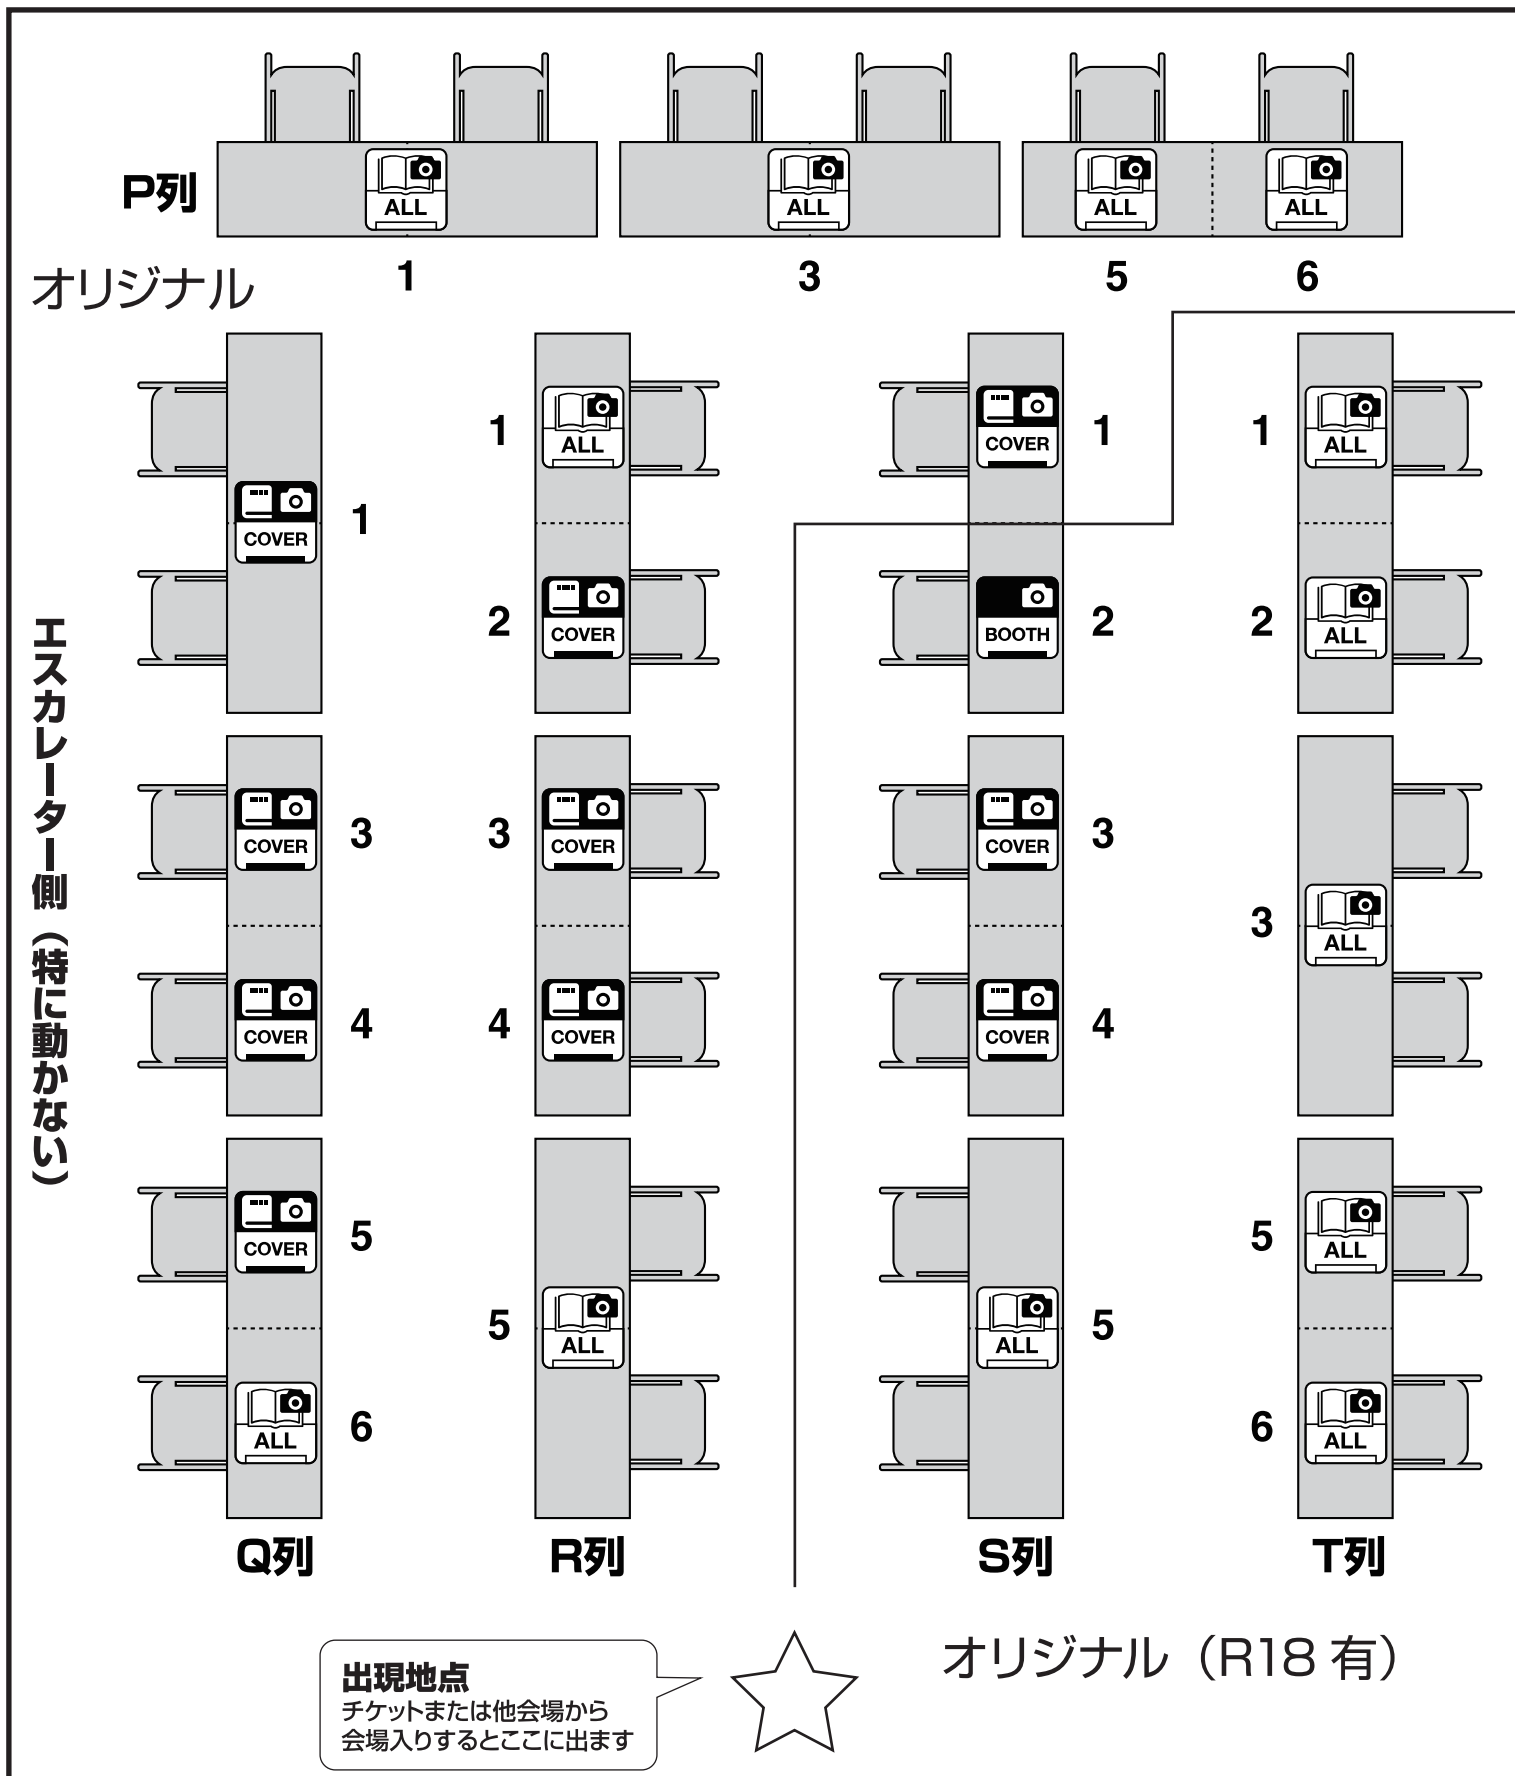 P列
ALL
ALL
ALL
ALL
1
3
5
6
オリジナル
エスカレーター側（特に動かない）
COVER
1
COVER
3
COVER
4
COVER
5
ALL
6
Q列
1
ALL
2
COVER
3
COVER
4
COVER
5
ALL
R列
COVER
1
BOOTH
2
COVER
3
COVER
4
ALL
5
S列
1
ALL
2
ALL
3
ALL
5
ALL
6
ALL
T列
出現地点
チケットまたは他会場から
会場入りするとここに出ます
オリジナル（R18 有）